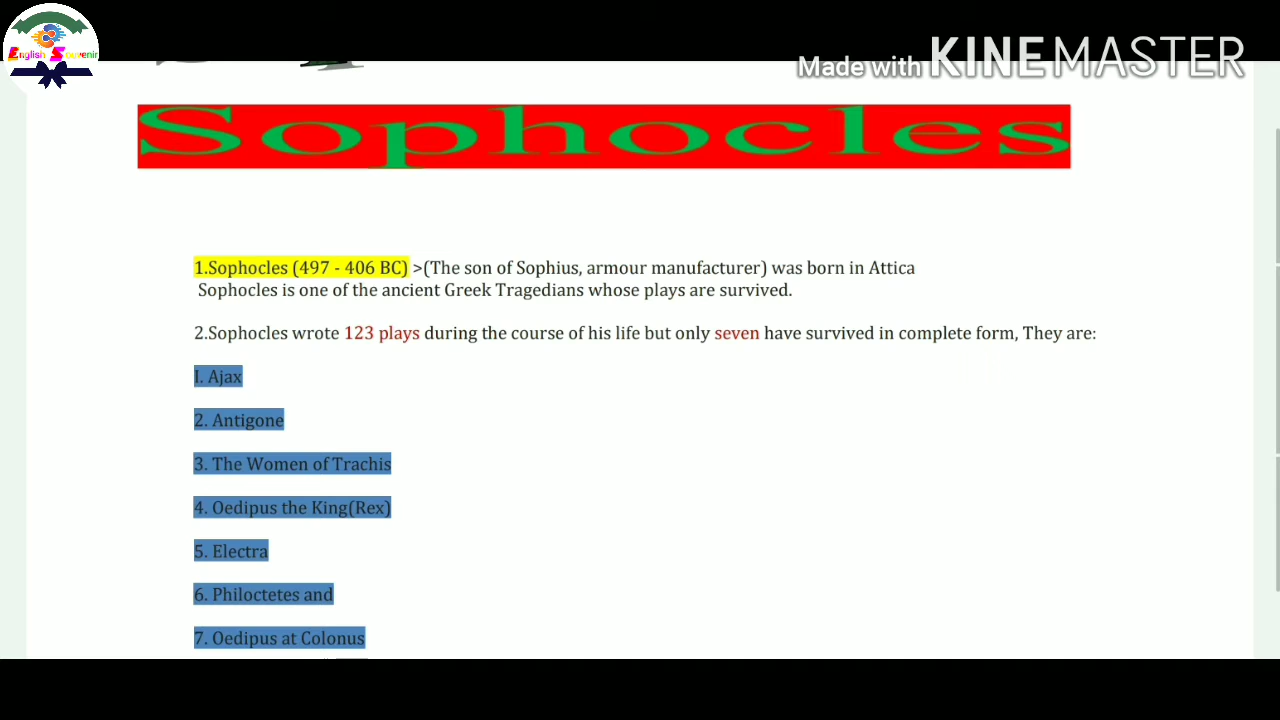 English Souvenir
Made with KINEMASTER
Sophocles
1.Sophocles (497 - 406 BC) >(The son of Sophius, armour manufacturer) was born in Attica
Sophocles is one of the ancient Greek Tragedians whose plays are survived.
2.Sophocles wrote 123 plays during the course of his life but only seven have survived in complete form, They are:
I. Ajax
2. Antigone
3. The Women of Trachis
4. Oedipus the King(Rex)
5. Electra
6. Philoctetes and
7. Oedipus at Colonus